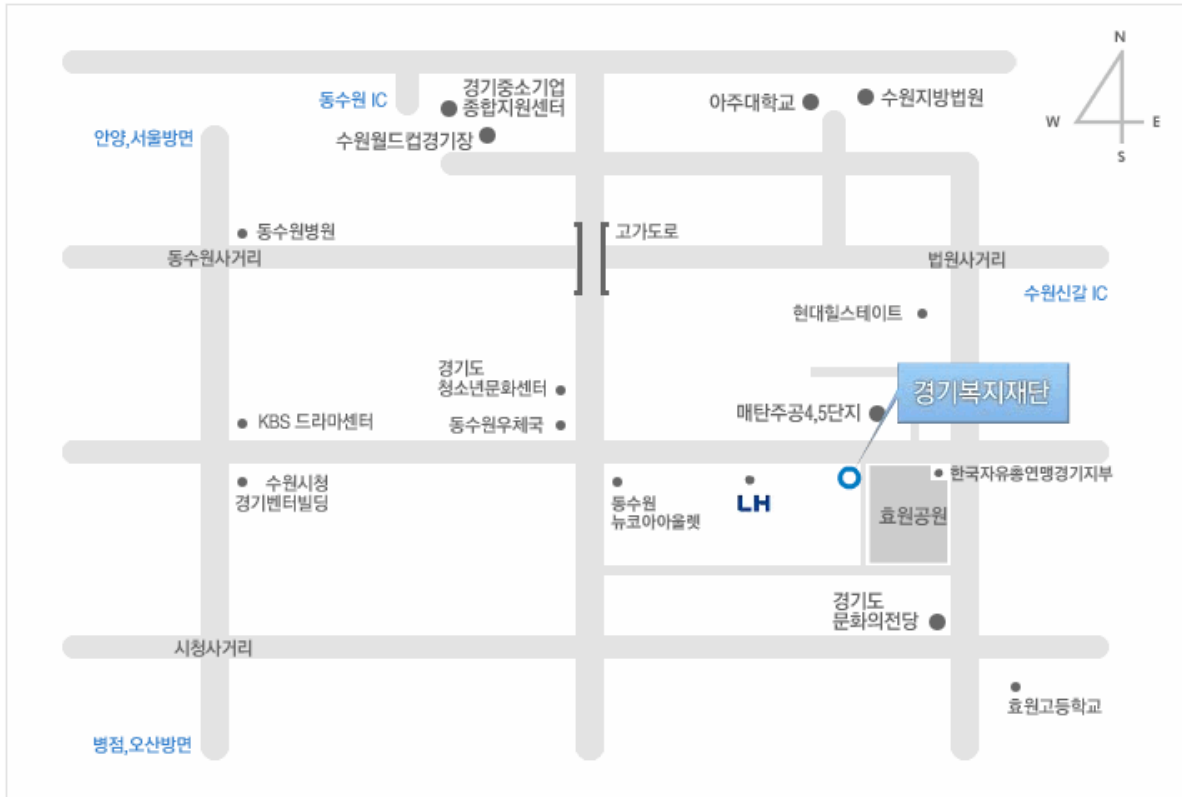 N
경기중소기업
종합지원센터
동수원 IC
아주대학교
수원지방법원
W
E
안양,서울방면
수원월드컵경기장
S
동수원병원
고가도로
동수원사거리
법원사거리
수원신갈 IC
현대힐스테이트
경기도
청소년문화센터
경기복지재단
매탄주공4,5단지
KBS 드라마센터
동수원우체국
한국자유총연맹경기지부
수원시청
경기벤터빌딩
동수원
뉴코아아울렛
LH
효원공원
경기도
문화의전당
시청사거리
효원고등학교
병점,오산방면